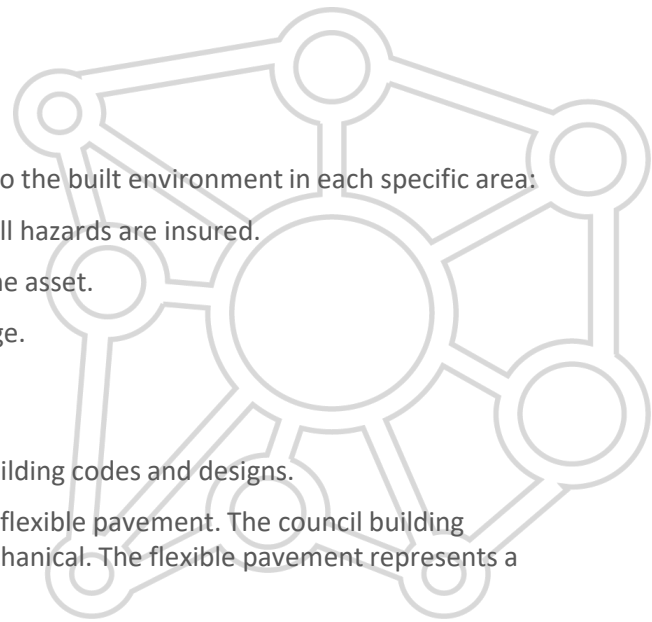 o the built environment in each specific area:
ll hazards are insured.
ne asset.
ge.
ilding codes and designs.
flexible pavement. The council building
hanical. The flexible pavement represents a